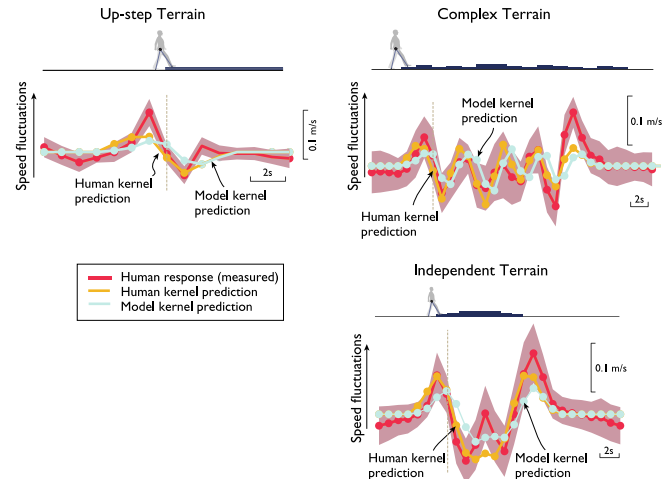 Up-step Terrain
Speed fluctuations
0.1 m/s
2s
Human kernel
prediction
Model kernel
prediction
Human response (measured)
Human kernel prediction
Model kernel prediction
Complex Terrain
Speed fluctuations
Model kernel
prediction
0.1 m/s
Human kernel
prediction
2s
Independent Terrain
Speed fluctuations
0.1 m/s
Human kernel
prediction
Model kernel
prediction
2s